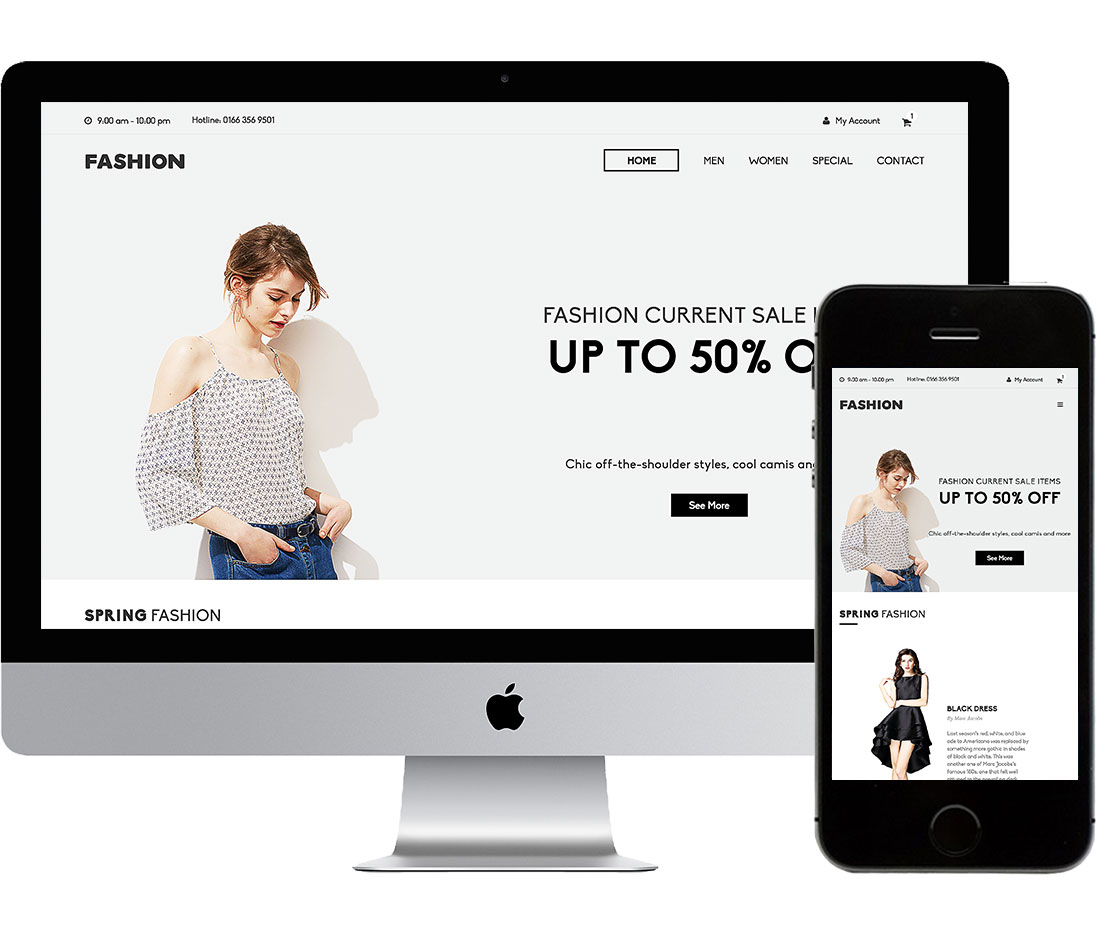 9:00 am - 10:00 pm Hotline: 0166 356 9501 My Account 1
FASHION HOME MEN WOMEN SPECIAL CONTACT
FASHION CURRENT SALE
UP TO 50% O
Chic off-the-shoulder styles, cool camis an
See More
SPRING FASHION
9:00 am - 10:00 pm Hotline: 0166 356 9501 My Account 1
FASHION
FASHION CURRENT SALE ITEMS
UP TO 50% OFF
Chic off-the-shoulder styles, cool camis and more
See More
SPRING FASHION
BLACK DRESS
By Marc Jacobs
Last season's red, white, and blue
ode to Americana was replaced by
something more gothic in shades
of black and white. This was
another one of Marc Jacobs's
famous 180s, one that felt well